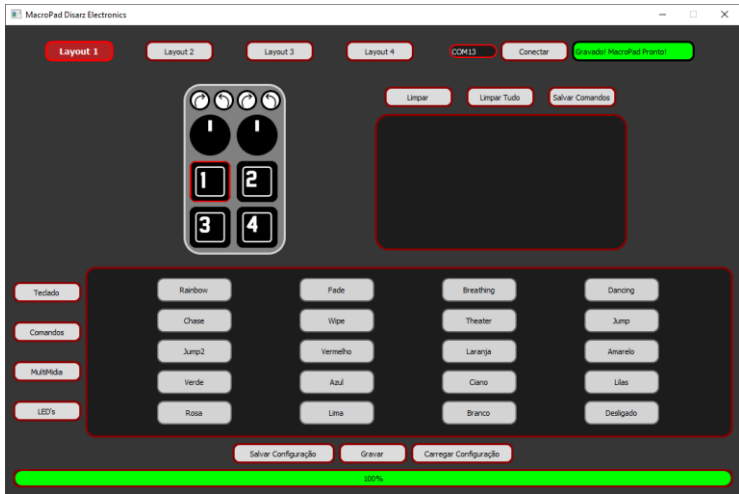 MacroPad Disarz Electronics
Layout 1 Layout 2 Layout 3 Layout 4 COM13 Conectar Gravado! MacroPad Pronto!
Limpar Limpar Tudo Salvar Comandos
1 2
3 4
Teclado
Comandos
MultiMidia
LED's
Rainbow Fade Breathing Dancing
Chase Wipe Theater Jump
Jump2 Vermelho Laranja Amarelo
Verde Azul Ciano Lilas
Rosa Lima Branco Desligado
Salvar Configuração Gravar Carregar Configuração
100%